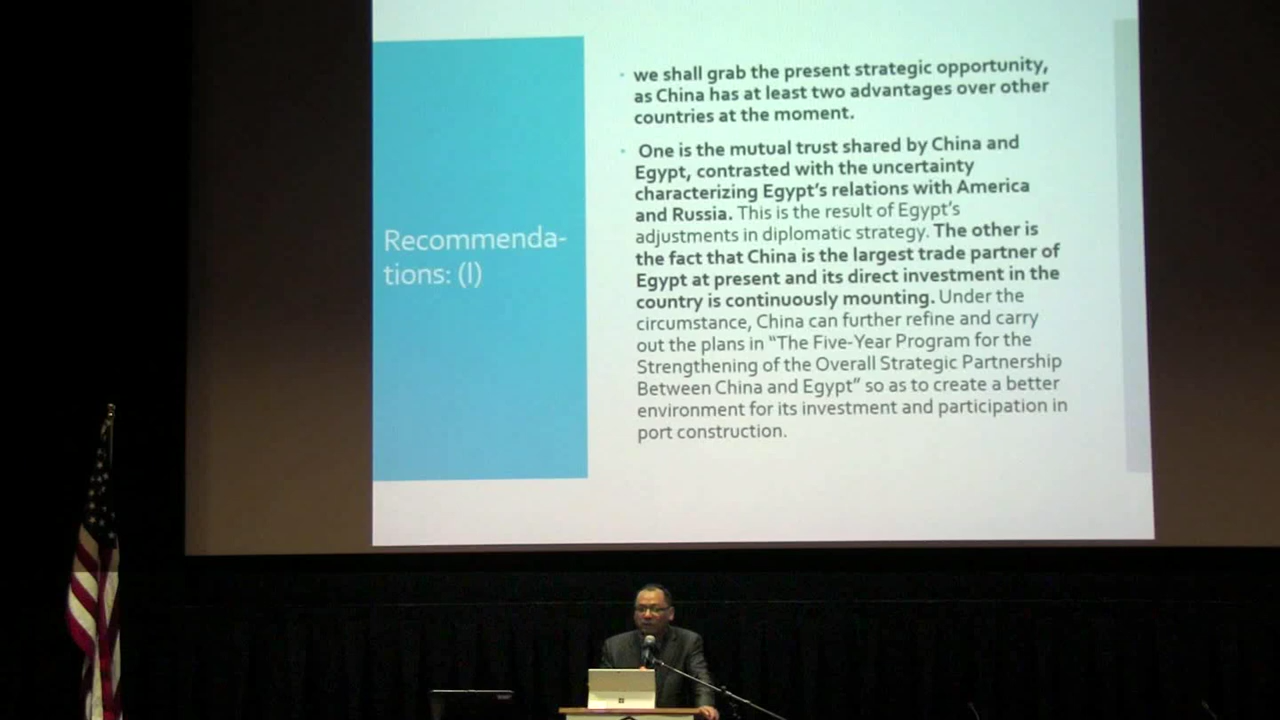 Recommenda-
tions: (I)
we shall grab the present strategic opportunity,
as China has at least two advantages over other
countries at the moment.
One is the mutual trust shared by China and
Egypt, contrasted with the uncertainty
characterizing Egypt's relations with America
and Russia. This is the result of Egypt's
adjustments in diplomatic strategy. The other is
the fact that China is the largest trade partner of
Egypt at present and its direct investment in the
country is continuously mounting. Under the
circumstance, China can further refine and carry
out the plans in "The Five-Year Program for the
Strengthening of the Overall Strategic Partnership
Between China and Egypt" so as to create a better
environment for its investment and participation in
port construction.